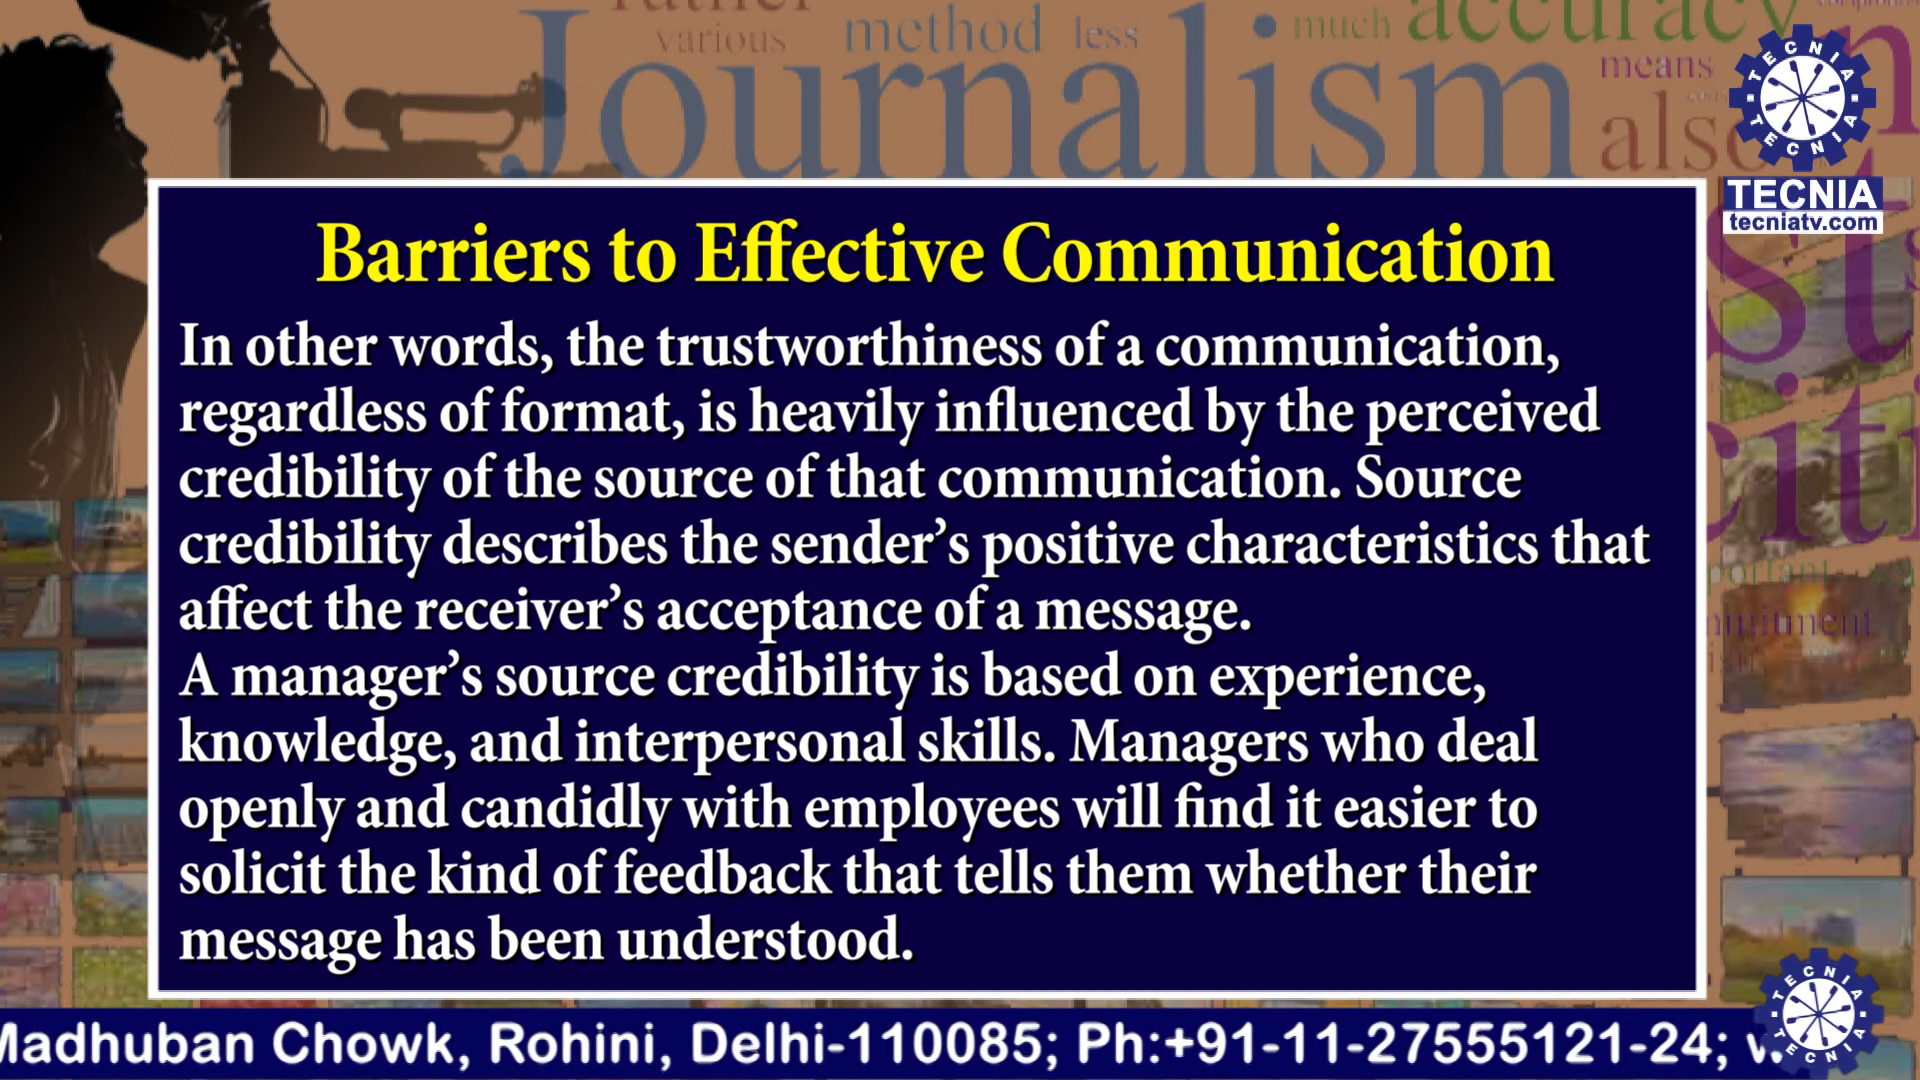 rather
various method less much accuracy
Journalism
means
also
TECNIA TECNIA
TECNIA
tecniatv.com
Barriers to Effective Communication
In other words, the trustworthiness of a communication,
regardless of format, is heavily influenced by the perceived
credibility of the source of that communication. Source
credibility describes the sender’s positive characteristics that
affect the receiver’s acceptance of a message.
A manager’s source credibility is based on experience,
knowledge, and interpersonal skills. Managers who deal
openly and candidly with employees will find it easier to
solicit the kind of feedback that tells them whether their
message has been understood.
TECNIA TECNIA
Madhuban Chowk, Rohini, Delhi-110085; Ph:+91-11-27555121-24;